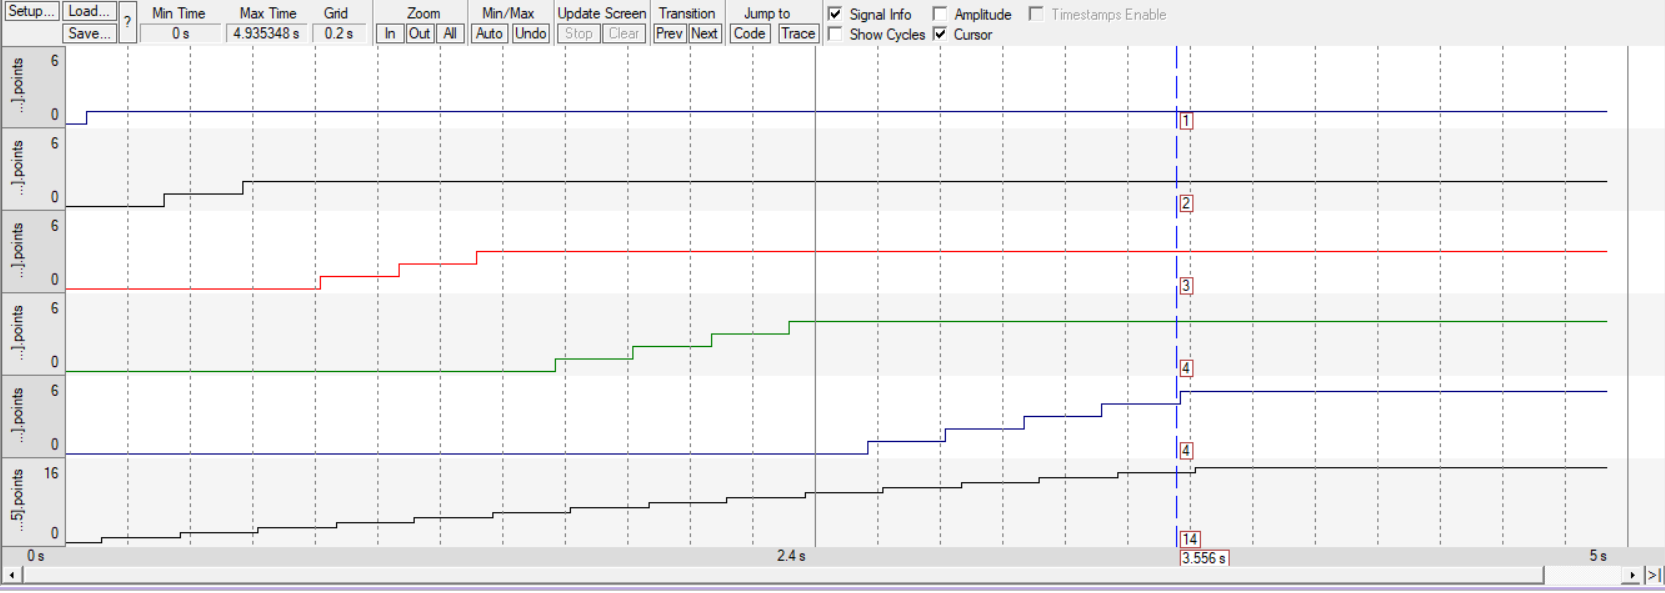 Setup... Load... ? Min Time Max Time Grid Zoom Min/Max Update Screen Transition Jump to Signal Info Amplitude Timestamps Enable
Save... 0 s 4.935348 s 0.2 s In Out All Auto Undo Stop Clear Prev Next Code Trace Show Cycles Cursor
6
...].points
0
1
6
...].points
0
2
6
...].points
0
3
6
...].points
0
4
6
...].points
0
4
16
...5].points
0
14
0 s 2.4 s 3.556 s 5 s
>|